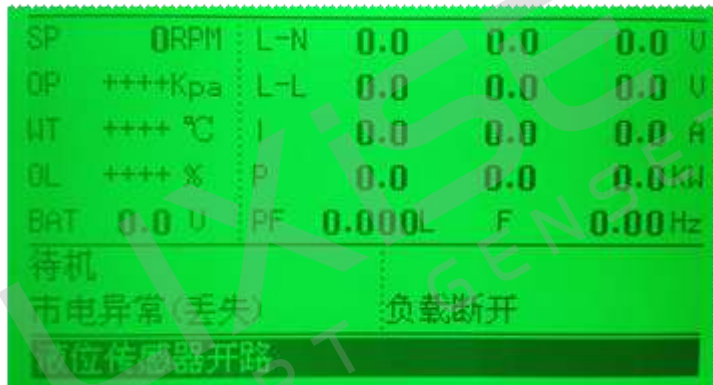 SP 0RPM L-N 0.0 0.0 0.0 V
OP ++++Kpa L-L 0.0 0.0 0.0 V
WT ++++ ℃ I 0.0 0.0 0.0 A
OL ++++ % P 0.0 0.0 0.0KW
BAT 0.0 V PF 0.000L F 0.00Hz
待机
市电异常(丢失) 负载断开
液位传感器开路